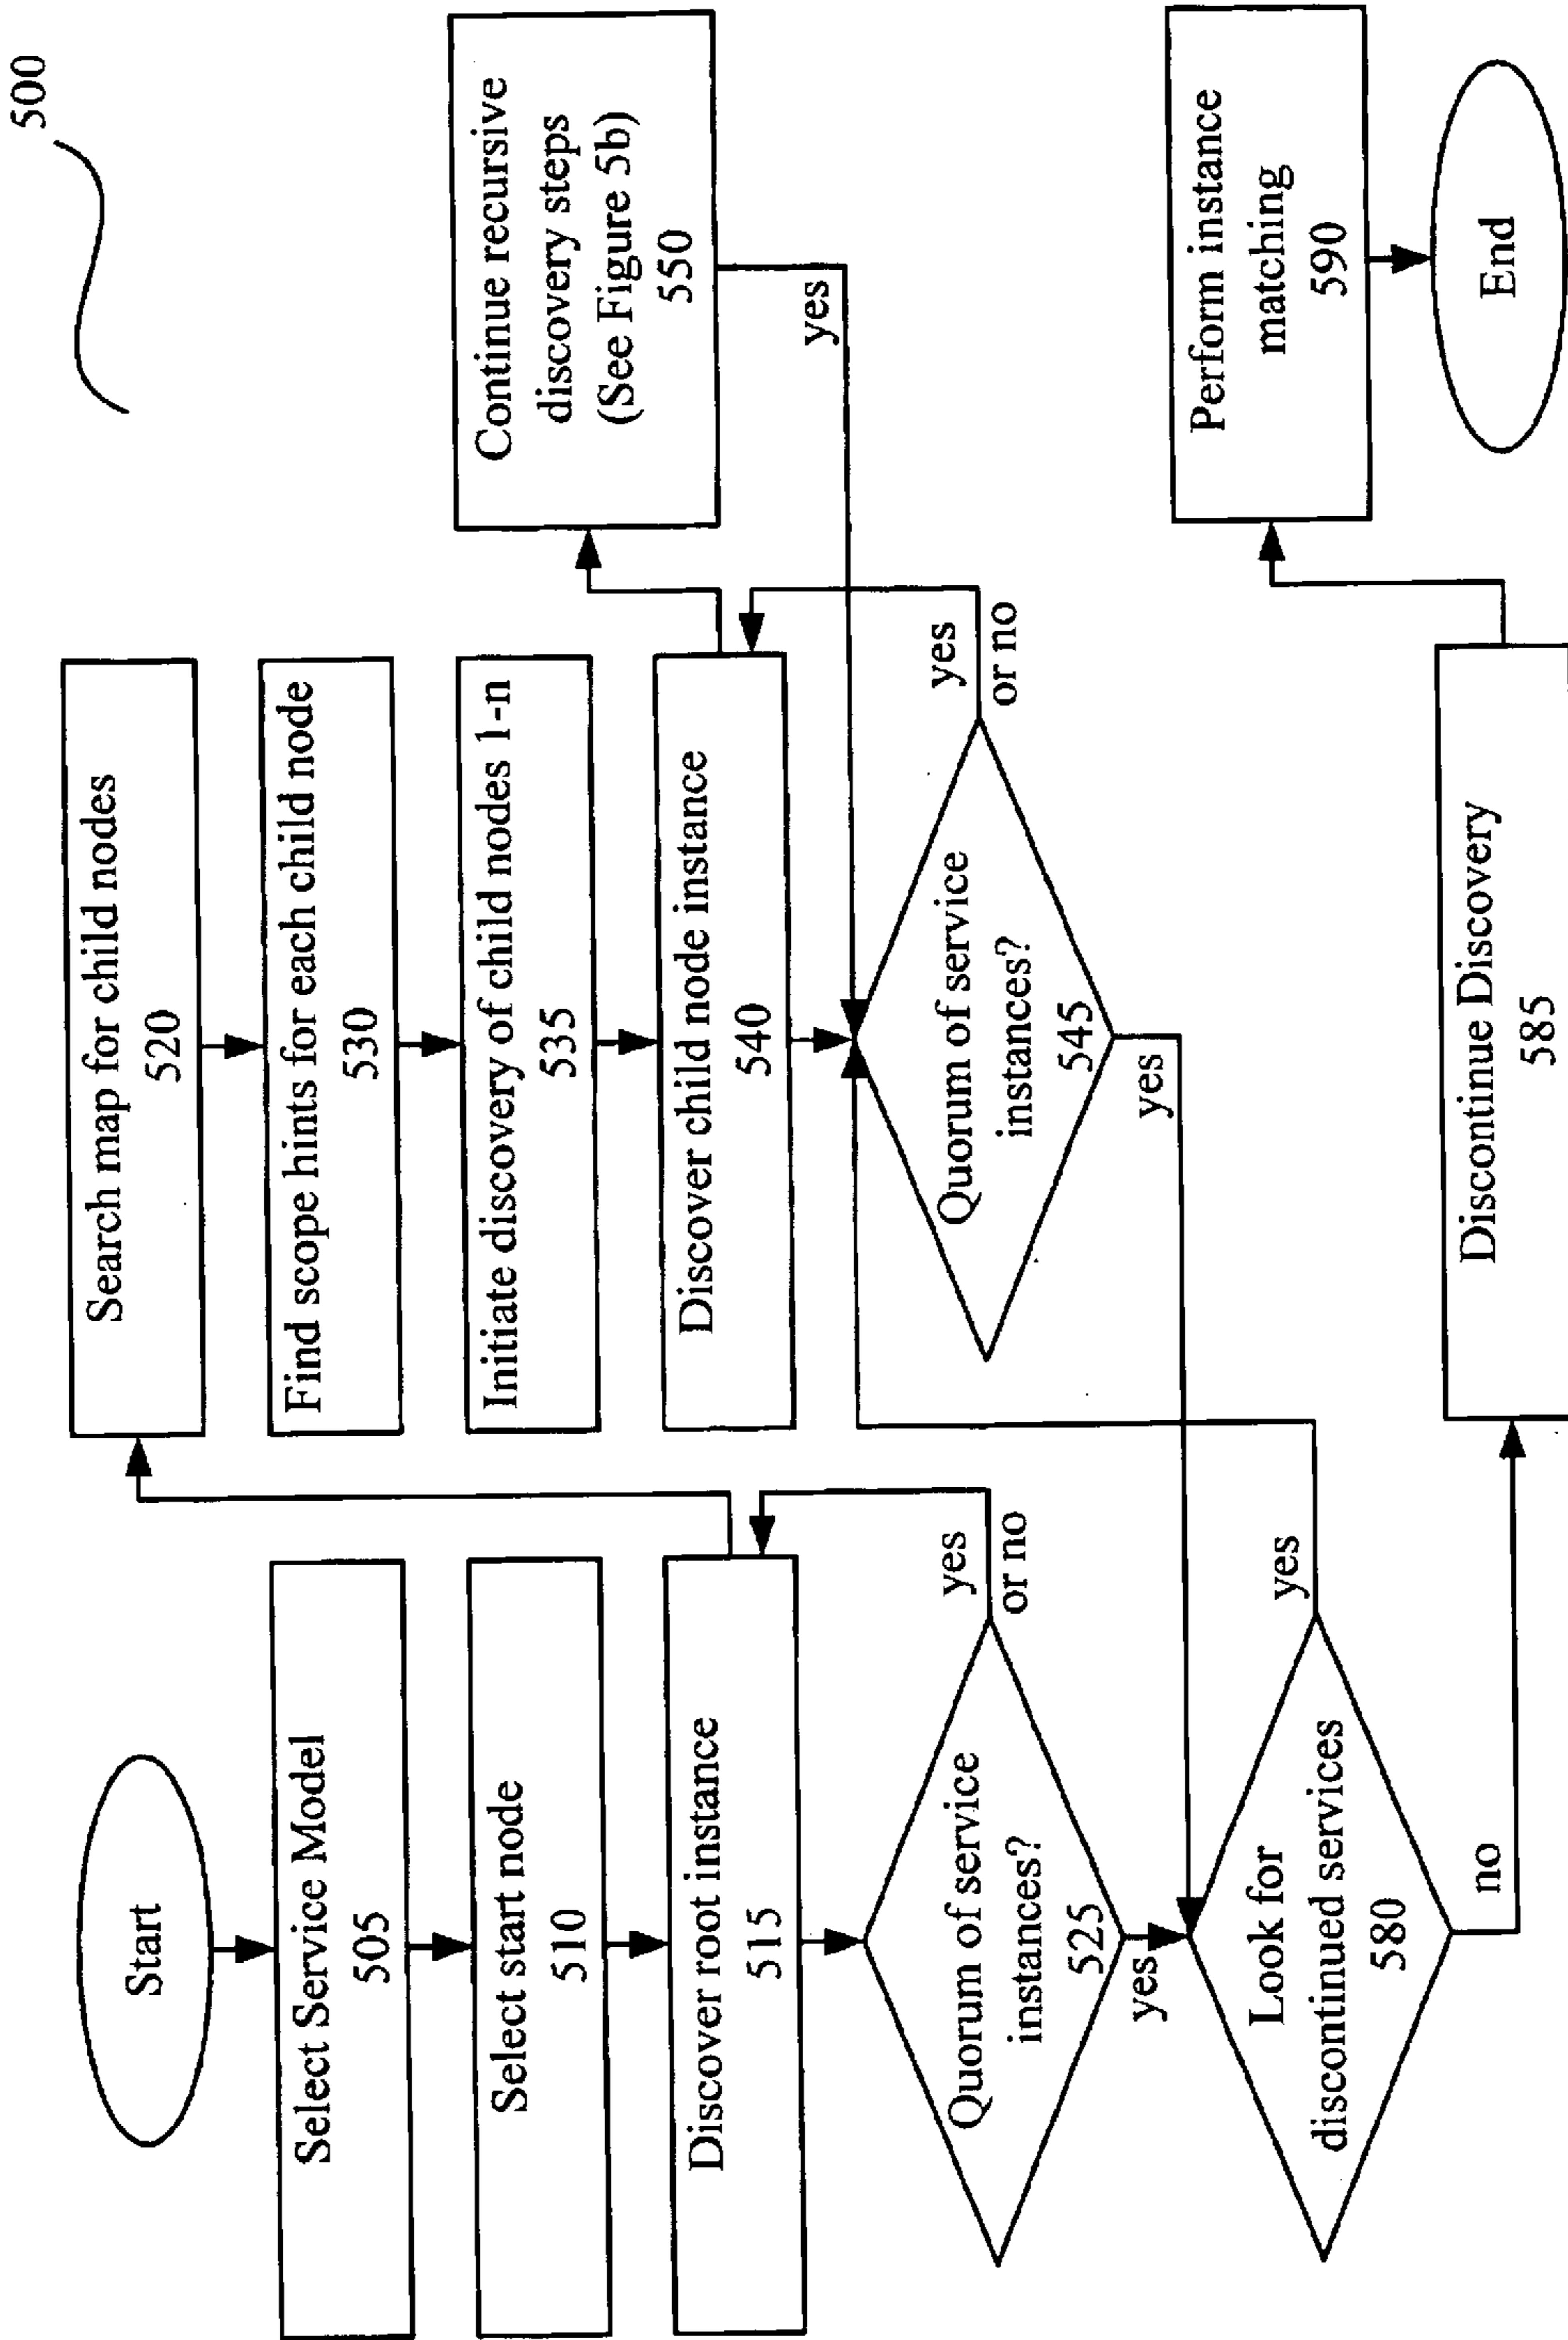 500
Start
Select Service Model
505
Select start node
510
Discover root instance
515
Quorum of service
instances?
525
yes
or no
yes
Look for
discontinued services
580
yes
no
Search map for child nodes
520
Find scope hints for each child node
530
Initiate discovery of child nodes 1-n
535
Discover child node instance
540
Quorum of service
instances?
545
yes
or no
yes
Continue recursive
discovery steps
(See Figure 5b)
550
yes
Discontinue Discovery
585
Perform instance
matching
590
End